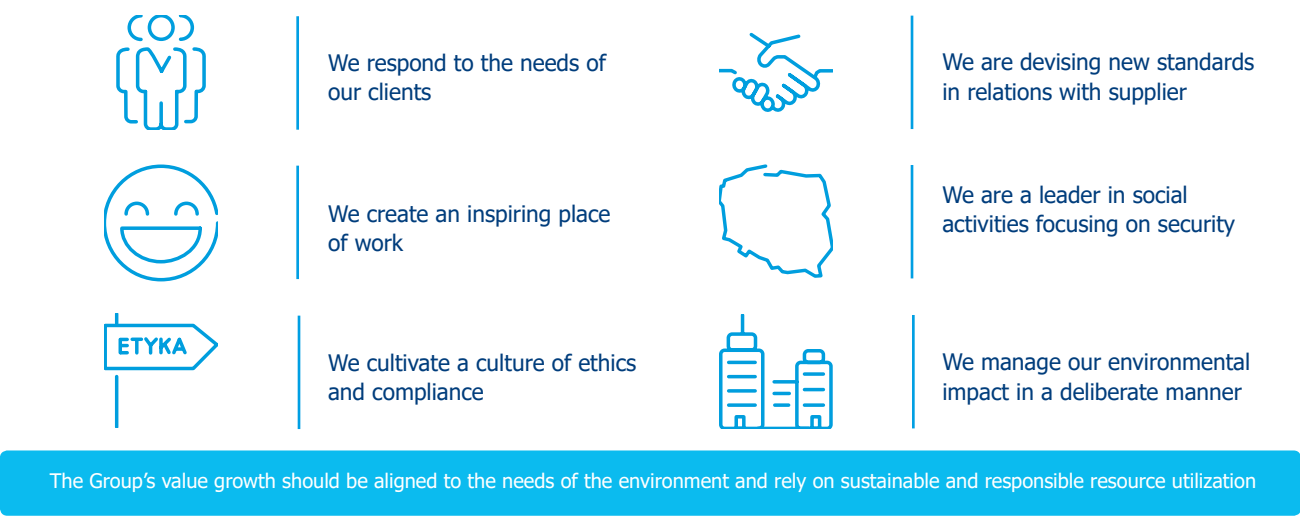 We respond to the needs of
our clients
We are devising new standards
in relations with supplier
We create an inspiring place
of work
We are a leader in social
activities focusing on security
ETYKA
We cultivate a culture of ethics
and compliance
We manage our environmental
impact in a deliberate manner
The Group's value growth should be aligned to the needs of the environment and rely on sustainable and responsible resource utilization